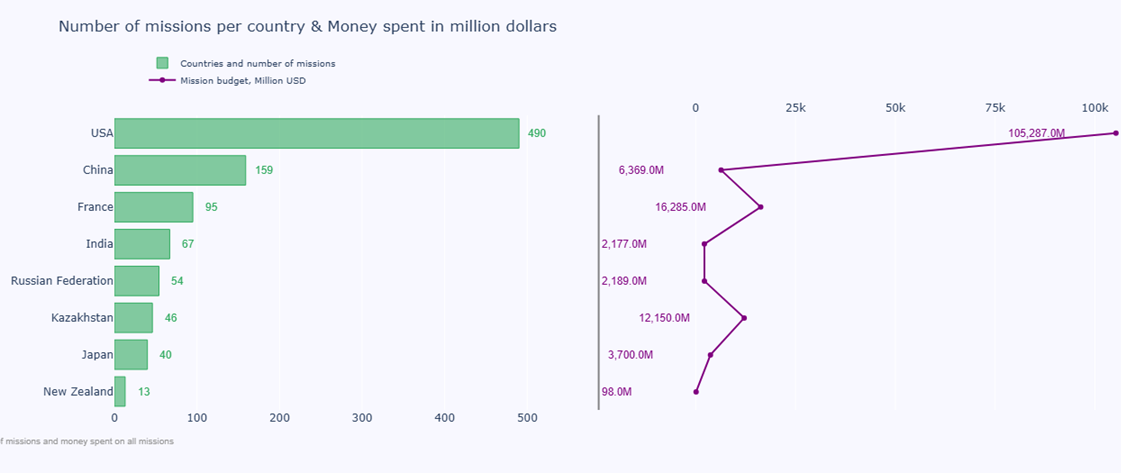 Number of missions per country & Money spent in million dollars
Countries and number of missions
Mission budget, Million USD
0 25k 50k 75k 100k
USA 490 105,287.0M
China 159 6,369.0M
France 95 16,285.0M
India 67 2,177.0M
Russian Federation 54 2,189.0M
Kazakhstan 46 12,150.0M
Japan 40 3,700.0M
New Zealand 13 98.0M
0 100 200 300 400 500
f missions and money spent on all missions